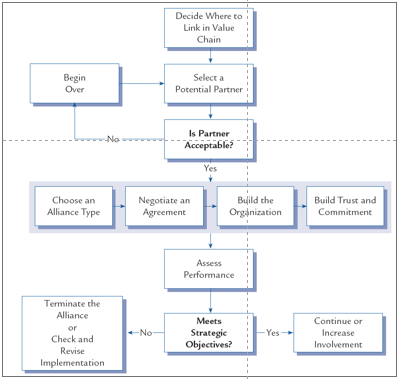 Decide Where to
Link in Value
Chain
Begin
Over
Select a
Potential Partner
Is Partner
Acceptable?
No
Yes
Choose an
Alliance Type
Negotiate an
Agreement
Build the
Organization
Build Trust and
Commitment
Assess
Performance
Terminate the
Alliance
or
Check and
Revise
Implementation
No
Meets
Strategic
Objectives?
Yes
Continue or
Increase
Involvement